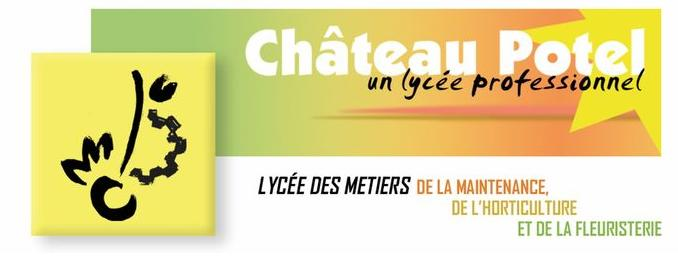 Château Potel
un lycée professionnel
LYCÉE DES METIERS DE LA MAINTENANCE,
DE L'HORTICULTURE
ET DE LA FLEURISTERIE